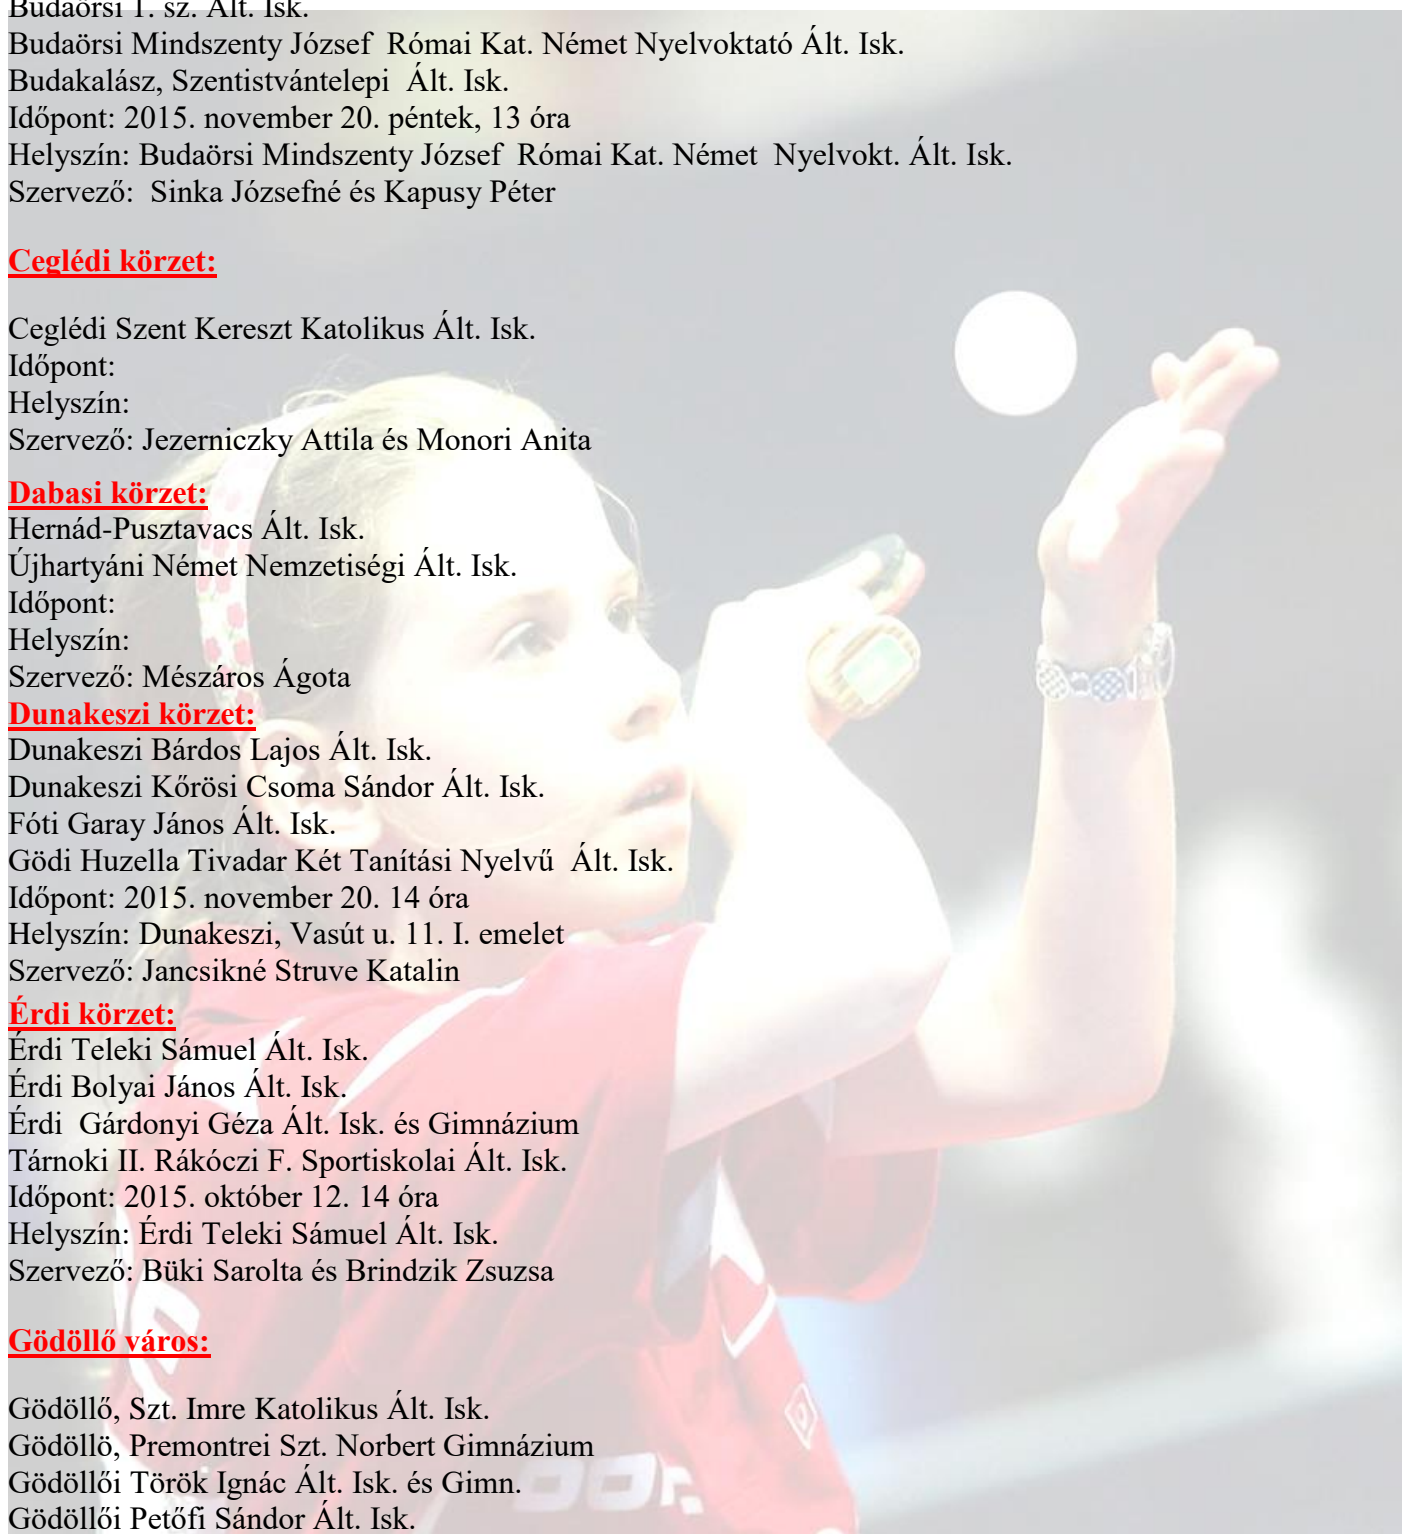 Budaörsi 1. sz. Ált. Isk.
Budaörsi Mindszenty József  Római Kat. Német Nyelvoktató Ált. Isk.
Budakalász, Szentistvántelepi  Ált. Isk.
Időpont: 2015. november 20. péntek, 13 óra
Helyszín: Budaörsi Mindszenty József  Római Kat. Német  Nyelvokt. Ált. Isk.
Szervező:  Sinka Józsefné és Kapusy Péter
Ceglédi körzet:
Ceglédi Szent Kereszt Katolikus Ált. Isk.
Időpont:
Helyszín:
Szervező: Jezerniczky Attila és Monori Anita
Dabasi körzet:
Hernád-Pusztavacs Ált. Isk.
Újhartyáni Német Nemzetiségi Ált. Isk.
Időpont:
Helyszín:
Szervező: Mészáros Ágota
Dunakeszi körzet:
Dunakeszi Bárdos Lajos Ált. Isk.
Dunakeszi Kőrösi Csoma Sándor Ált. Isk.
Fóti Garay János Ált. Isk.
Gödi Huzella Tivadar Két Tanítási Nyelvű  Ált. Isk.
Időpont: 2015. november 20. 14 óra
Helyszín: Dunakeszi, Vasút u. 11. I. emelet
Szervező: Jancsikné Struve Katalin
Érdi körzet:
Érdi Teleki Sámuel Ált. Isk.
Érdi Bolyai János Ált. Isk.
Érdi  Gárdonyi Géza Ált. Isk. és Gimnázium
Tárnoki II. Rákóczi F. Sportiskolai Ált. Isk.
Időpont: 2015. október 12. 14 óra
Helyszín: Érdi Teleki Sámuel Ált. Isk.
Szervező: Büki Sarolta és Brindzik Zsuzsa
Gödöllő város:
Gödöllő, Szt. Imre Katolikus Ált. Isk.
Gödöllö, Premontrei Szt. Norbert Gimnázium
Gödöllői Török Ignác Ált. Isk. és Gimn.
Gödöllői Petőfi Sándor Ált. Isk.